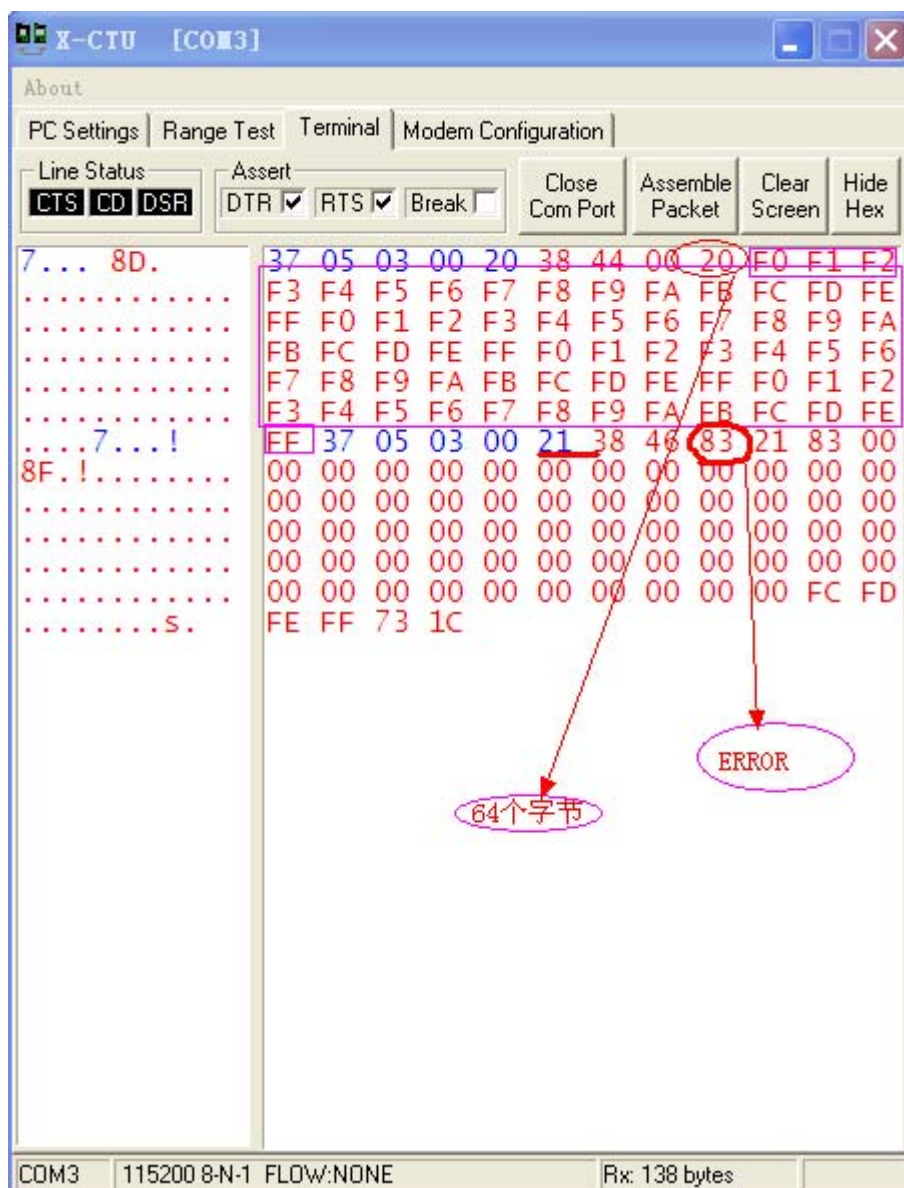 X-CTU [COM3]
About
PC Settings Range Test Terminal Modem Configuration
Line Status Assert
CTS CD DSR DTR RTS Break
Close Com Port Assemble Packet Clear Screen Hide Hex
7... 8D. 37 05 03 00 20 38 44 00 20 F0 F1 F2
............ F3 F4 F5 F6 F7 F8 F9 FA FB FC FD FE
............ FF F0 F1 F2 F3 F4 F5 F6 F7 F8 F9 FA
............ FB FC FD FE FF F0 F1 F2 F3 F4 F5 F6
............ F7 F8 F9 FA FB FC FD FE FF F0 F1 F2
............ F3 F4 F5 F6 F7 F8 F9 FA FB FC FD FE
....7...! FF 37 05 03 00 21 38 46 83 21 83 00
8F.!........ 00 00 00 00 00 00 00 00 00 00 00 00
............ 00 00 00 00 00 00 00 00 00 00 00 00
............ 00 00 00 00 00 00 00 00 00 00 00 00
............ 00 00 00 00 00 00 00 00 00 00 00 00
............ 00 00 00 00 00 00 00 00 00 00 FC FD
........s. FE FF 73 1C
ERROR
64个字节
COM3 115200 8-N-1 FLOW:NONE Rx: 138 bytes